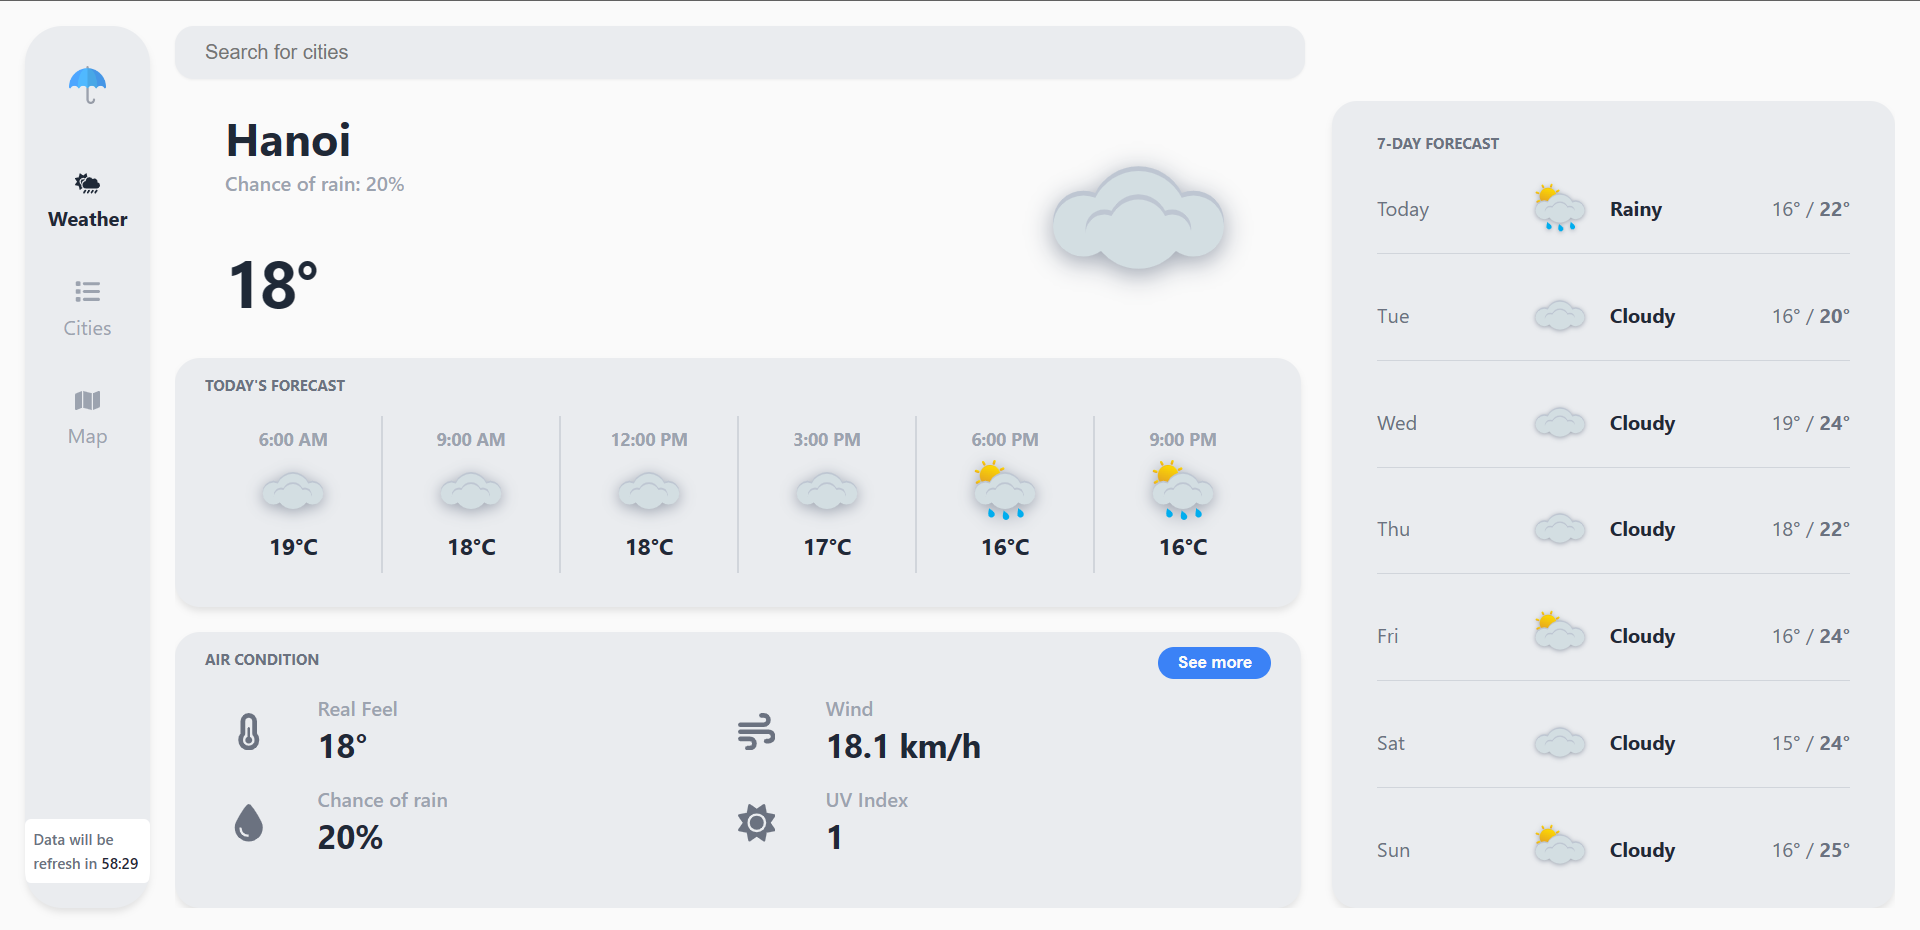 Weather
Cities
Map
Data will be
refresh in 58:29
Search for cities
Hanoi
Chance of rain: 20%
18°
TODAY'S FORECAST
6:00 AM
19°C
9:00 AM
18°C
12:00 PM
18°C
3:00 PM
17°C
6:00 PM
16°C
9:00 PM
16°C
AIR CONDITION
See more
Real Feel
18°
Wind
18.1 km/h
Chance of rain
20%
UV Index
1
7-DAY FORECAST
Today Rainy 16° / 22°
Tue Cloudy 16° / 20°
Wed Cloudy 19° / 24°
Thu Cloudy 18° / 22°
Fri Cloudy 16° / 24°
Sat Cloudy 15° / 24°
Sun Cloudy 16° / 25°